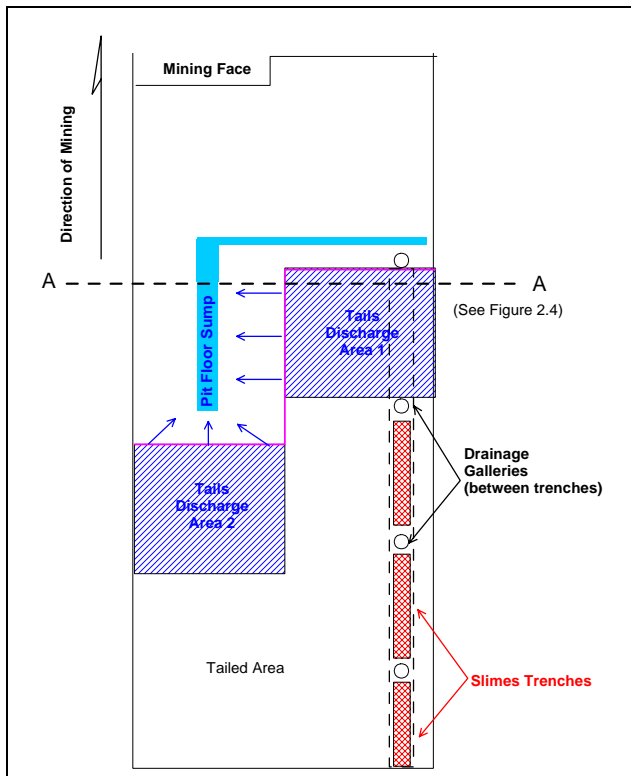 Mining Face
Direction of Mining
A
A
(See Figure 2.4)
Pit Floor Sump
Tails
Discharge
Area 1
Drainage
Galleries
(between trenches)
Tails
Discharge
Area 2
Tailed Area
Slimes Trenches